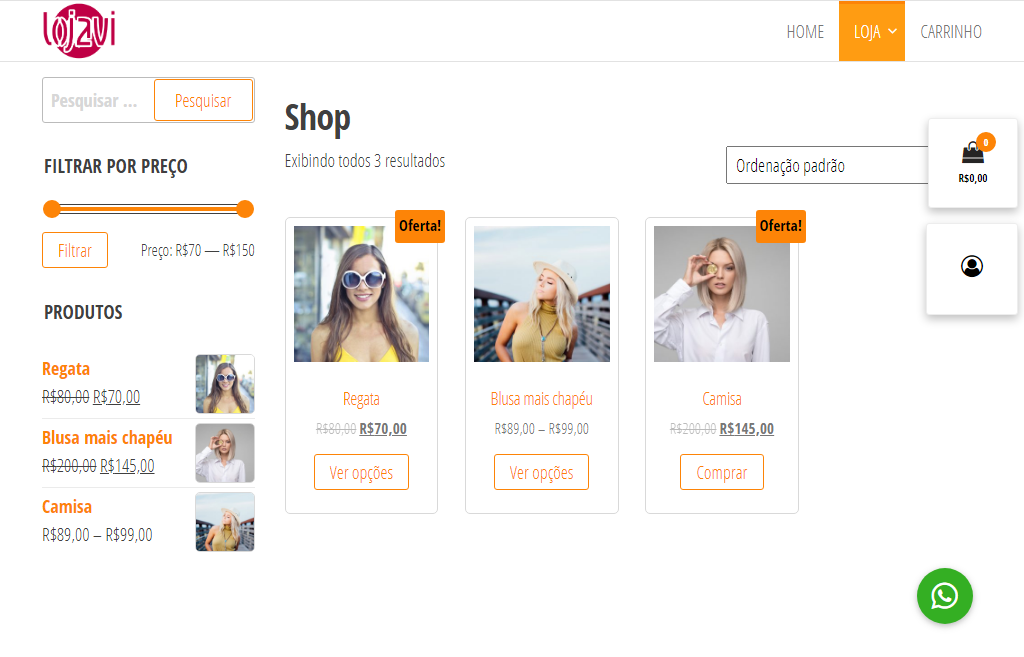 lojavi
HOME
LOJA
CARRINHO
Pesquisar ...
Pesquisar
FILTRAR POR PREÇO
Filtrar
Preço: R$70 — R$150
PRODUTOS
Regata
R$80,00 R$70,00
Blusa mais chapéu
R$200,00 R$145,00
Camisa
R$89,00 – R$99,00
Shop
Exibindo todos 3 resultados
Ordenação padrão
0
R$0,00
Oferta!
Regata
R$80,00 R$70,00
Ver opções
Blusa mais chapéu
R$89,00 – R$99,00
Ver opções
Oferta!
Camisa
R$200,00 R$145,00
Comprar